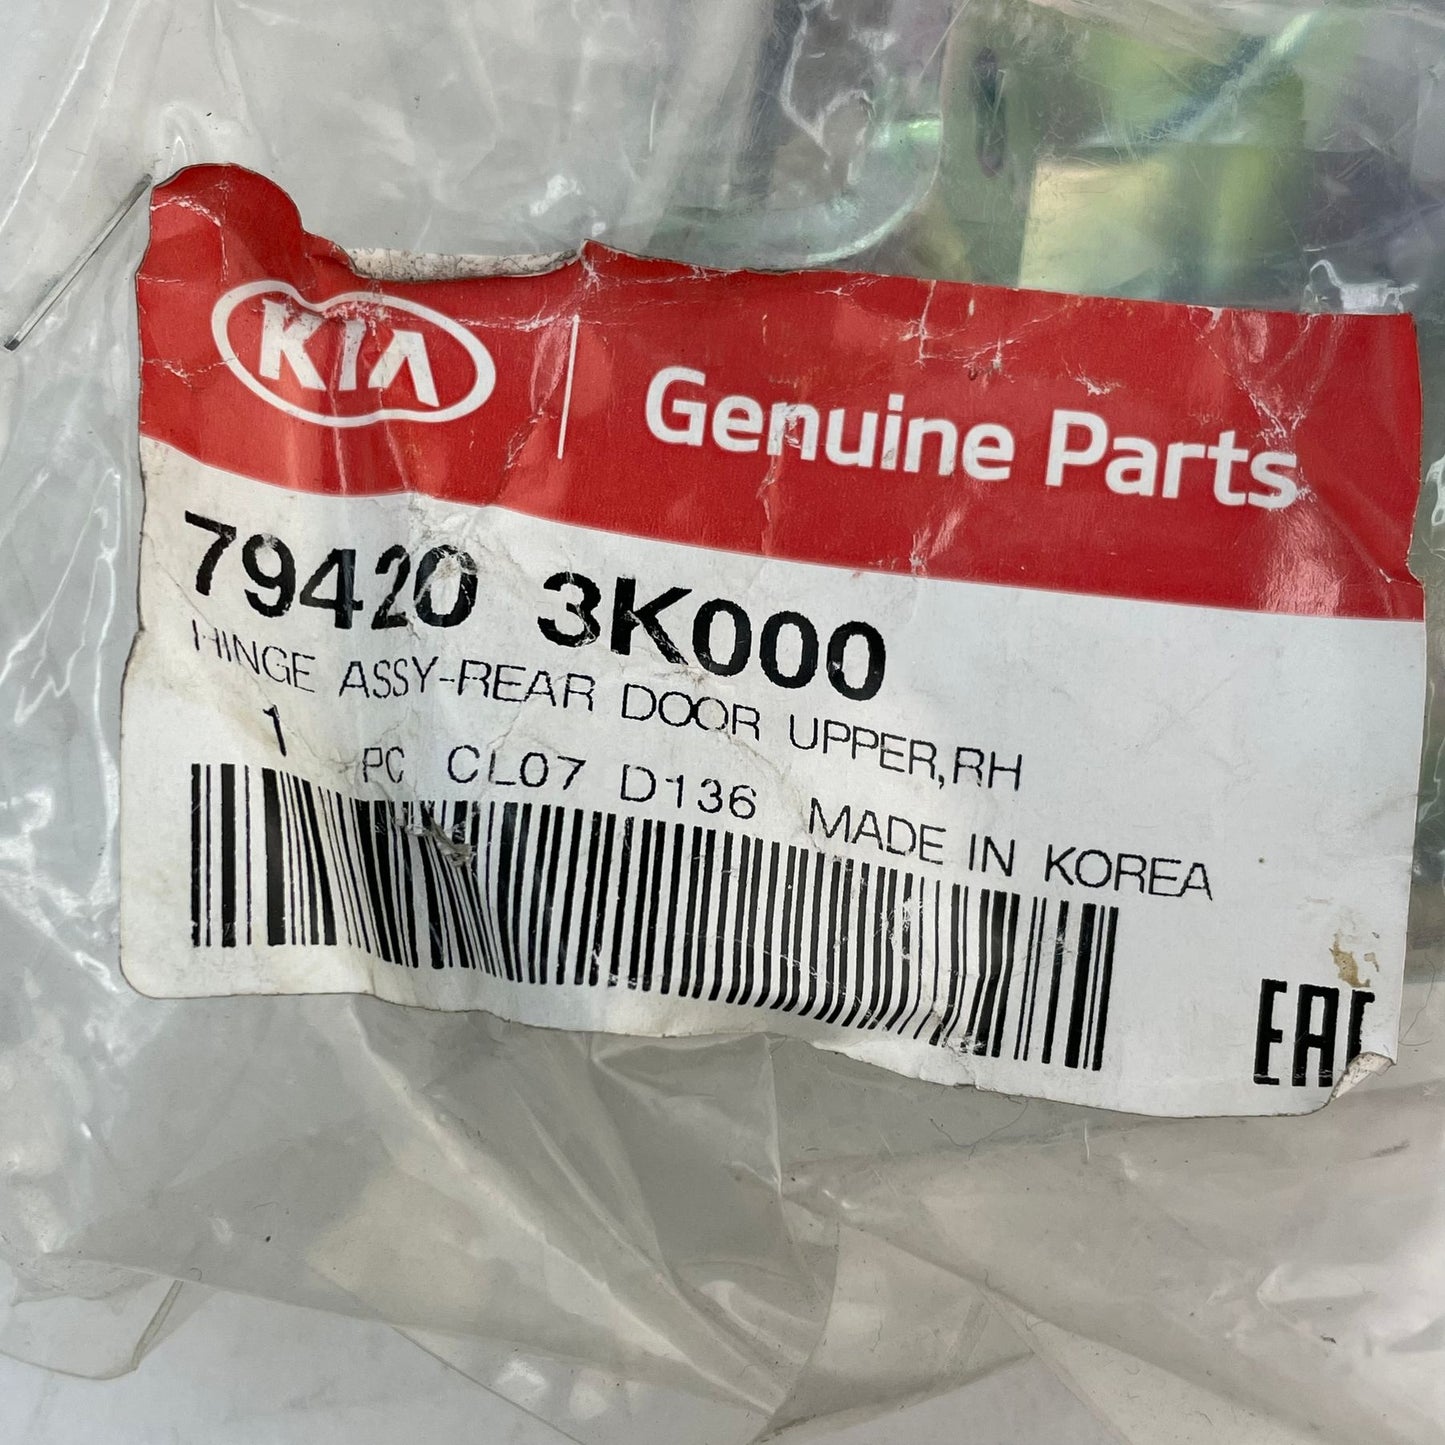 KIA Genuine Parts
79420 3K000
HINGE ASSY-REAR DOOR UPPER,RH
1 PC CL07 D136 MADE IN KOREA
EAC